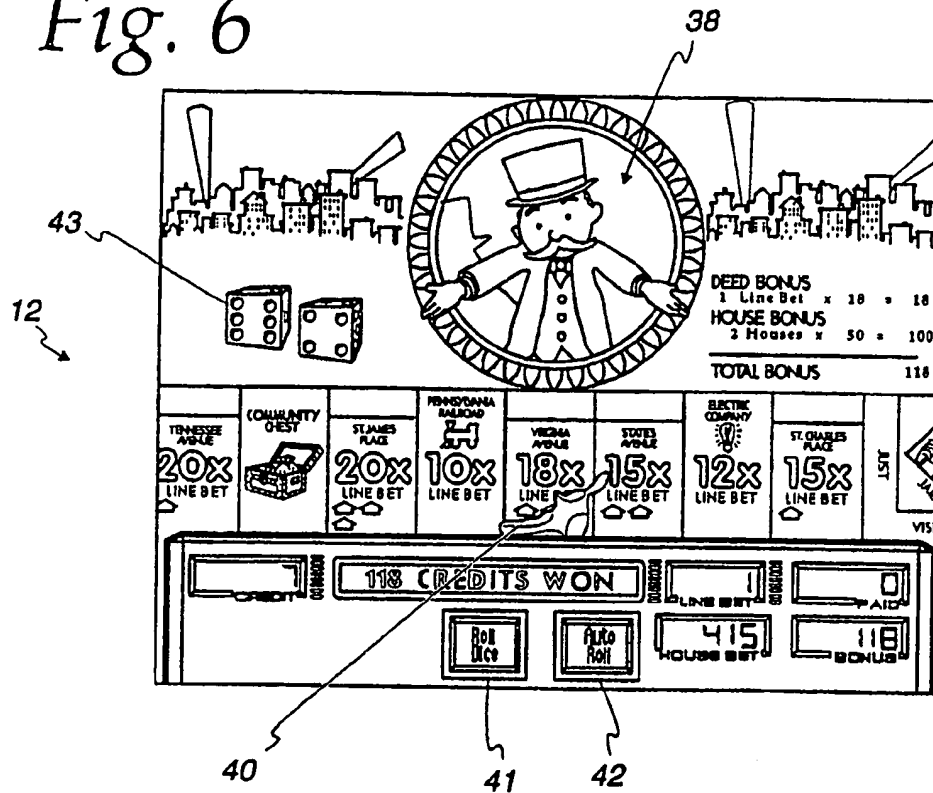 Fig. 6
38
43
12
DEED BONUS
1 Line Bet x 18 = 18
HOUSE BONUS
2 Houses x 50 = 100
TOTAL BONUS 118
TENNESSEE AVENUE
20x
LINE BET
COMMUNITY CHEST
ST. JAMES PLACE
20x
LINE BET
PENNSYLVANIA RAILROAD
10x
LINE BET
VIRGINIA AVENUE
18x
LINE
STATES AVENUE
15x
LINE BET
ELECTRIC COMPANY
12x
LINE BET
ST. CHARLES PLACE
15x
LINE BET
JUST
VIS
7
CREDIT
118 CREDITS WON
1
LINE BET
0
PAID
Roll Dice
Auto Roll
415
HOUSE BET
118
BONUS
40
41
42